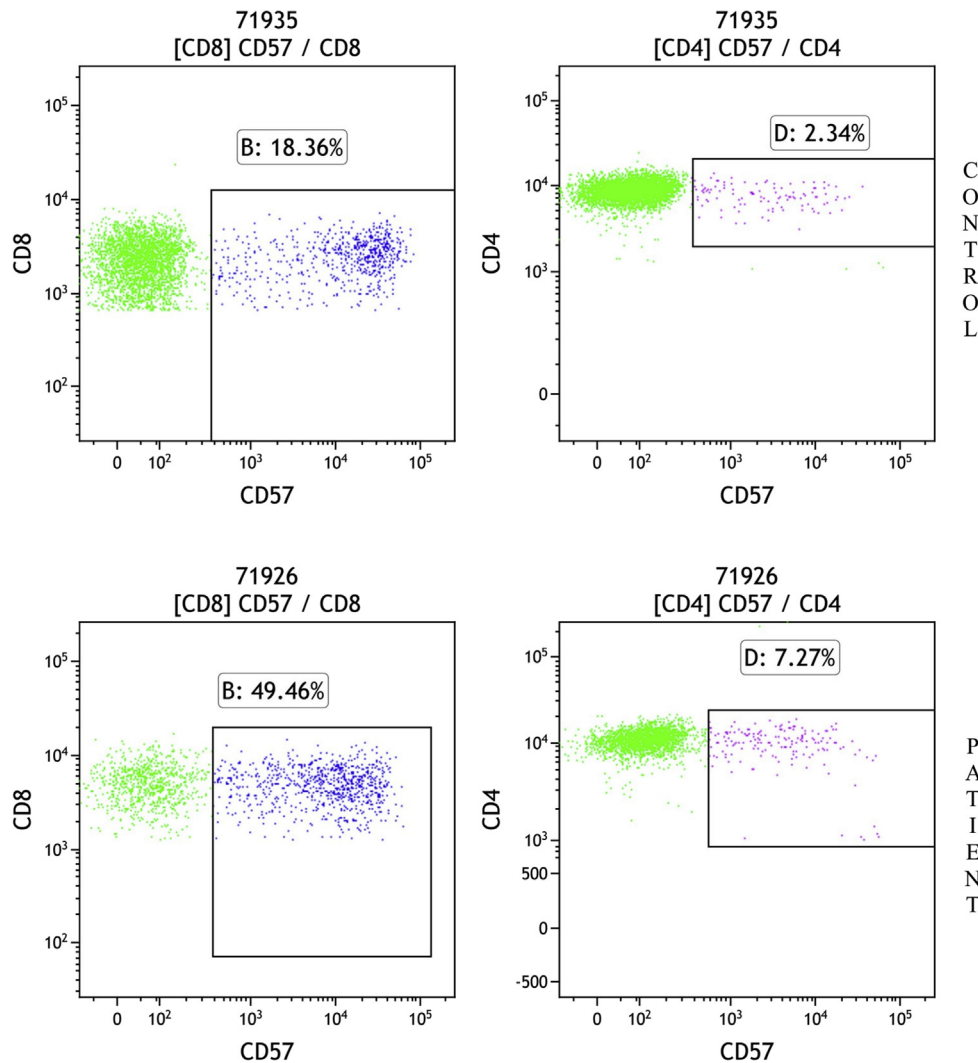 71935
[CD8] CD57 / CD8
B: 18.36%
CD8
10⁵
10⁴
10³
10²
0 10² 10³ 10⁴ 10⁵
CD57
71935
[CD4] CD57 / CD4
D: 2.34%
CD4
10⁵
10⁴
10³
0
0 10² 10³ 10⁴ 10⁵
CD57
CONTROL
71926
[CD8] CD57 / CD8
B: 49.46%
CD8
10⁵
10⁴
10³
10²
0 10² 10³ 10⁴ 10⁵
CD57
71926
[CD4] CD57 / CD4
D: 7.27%
CD4
10⁵
10⁴
10³
500
0
-500
0 10² 10³ 10⁴ 10⁵
CD57
PATIENT